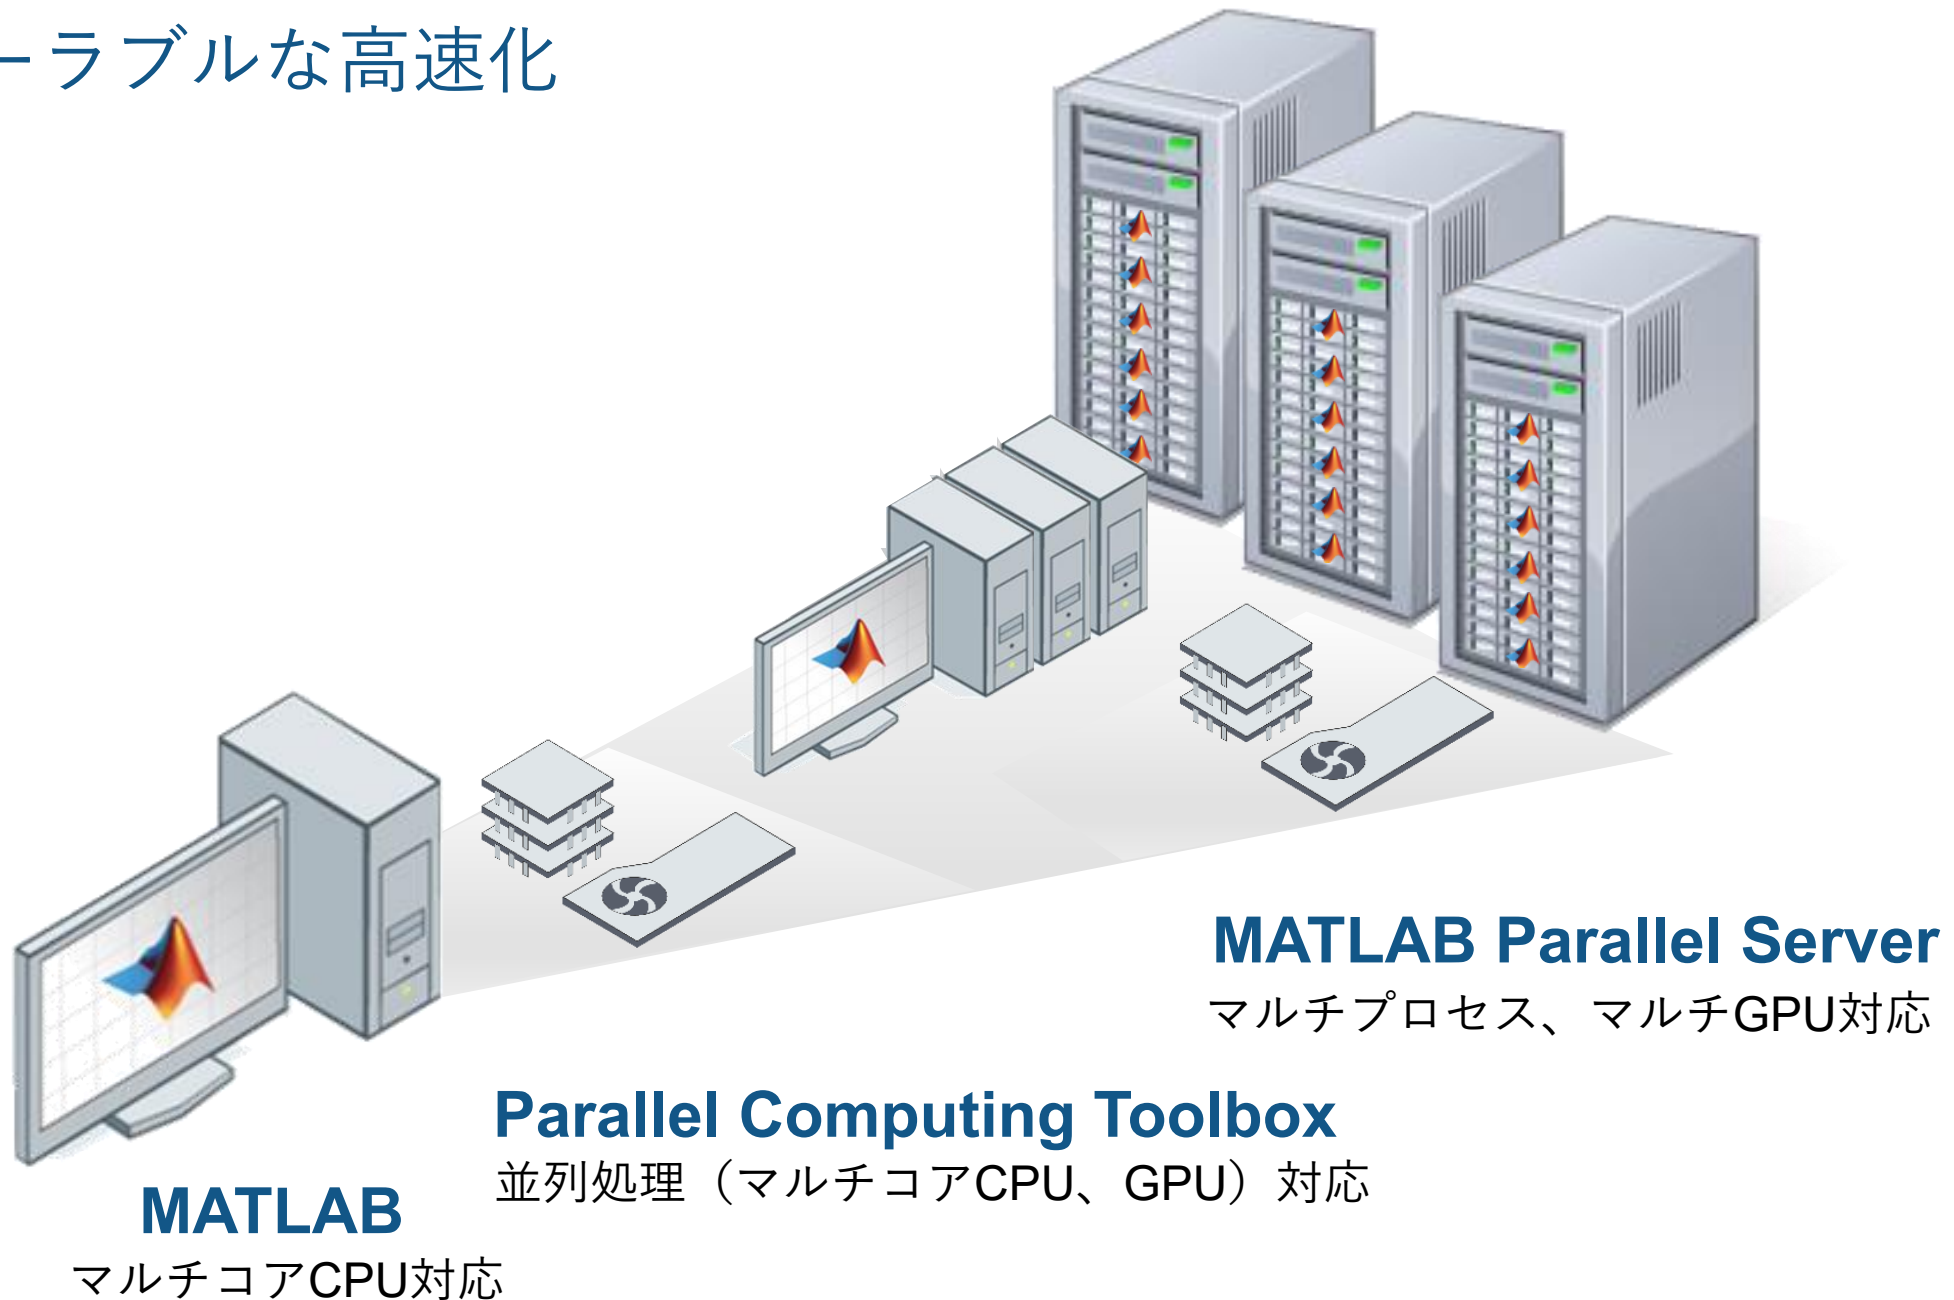 ーラブルな高速化
MATLAB Parallel Server
マルチプロセス、マルチGPU対応
Parallel Computing Toolbox
並列処理（マルチコアCPU、GPU）対応
MATLAB
マルチコアCPU対応